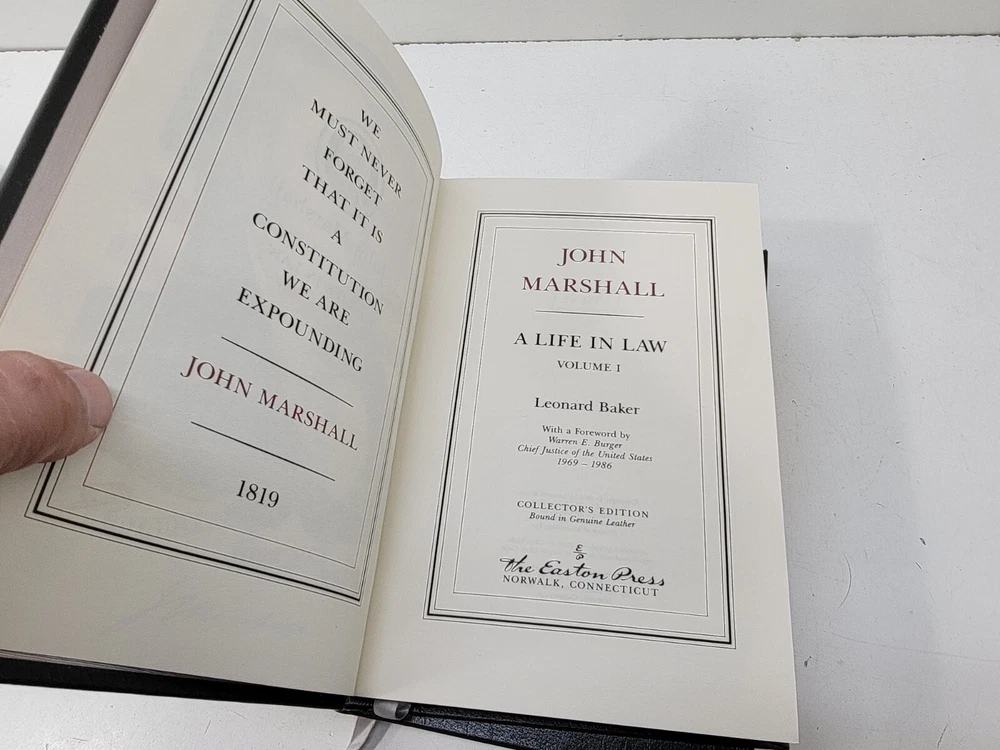 WE
MUST NEVER
FORGET
THAT IT IS
A
CONSTITUTION
WE ARE
EXPOUNDING
JOHN MARSHALL
1819
JOHN
MARSHALL
A LIFE IN LAW
VOLUME I
Leonard Baker
With a Foreword by
Warren E. Burger
Chief Justice of the United States
1969 – 1986
COLLECTOR'S EDITION
Bound in Genuine Leather
E
P
The Easton Press
NORWALK, CONNECTICUT